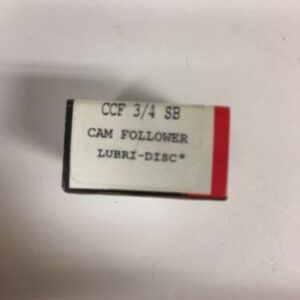 CCF 3/4 SB
CAM FOLLOWER
LUBRI-DISC®